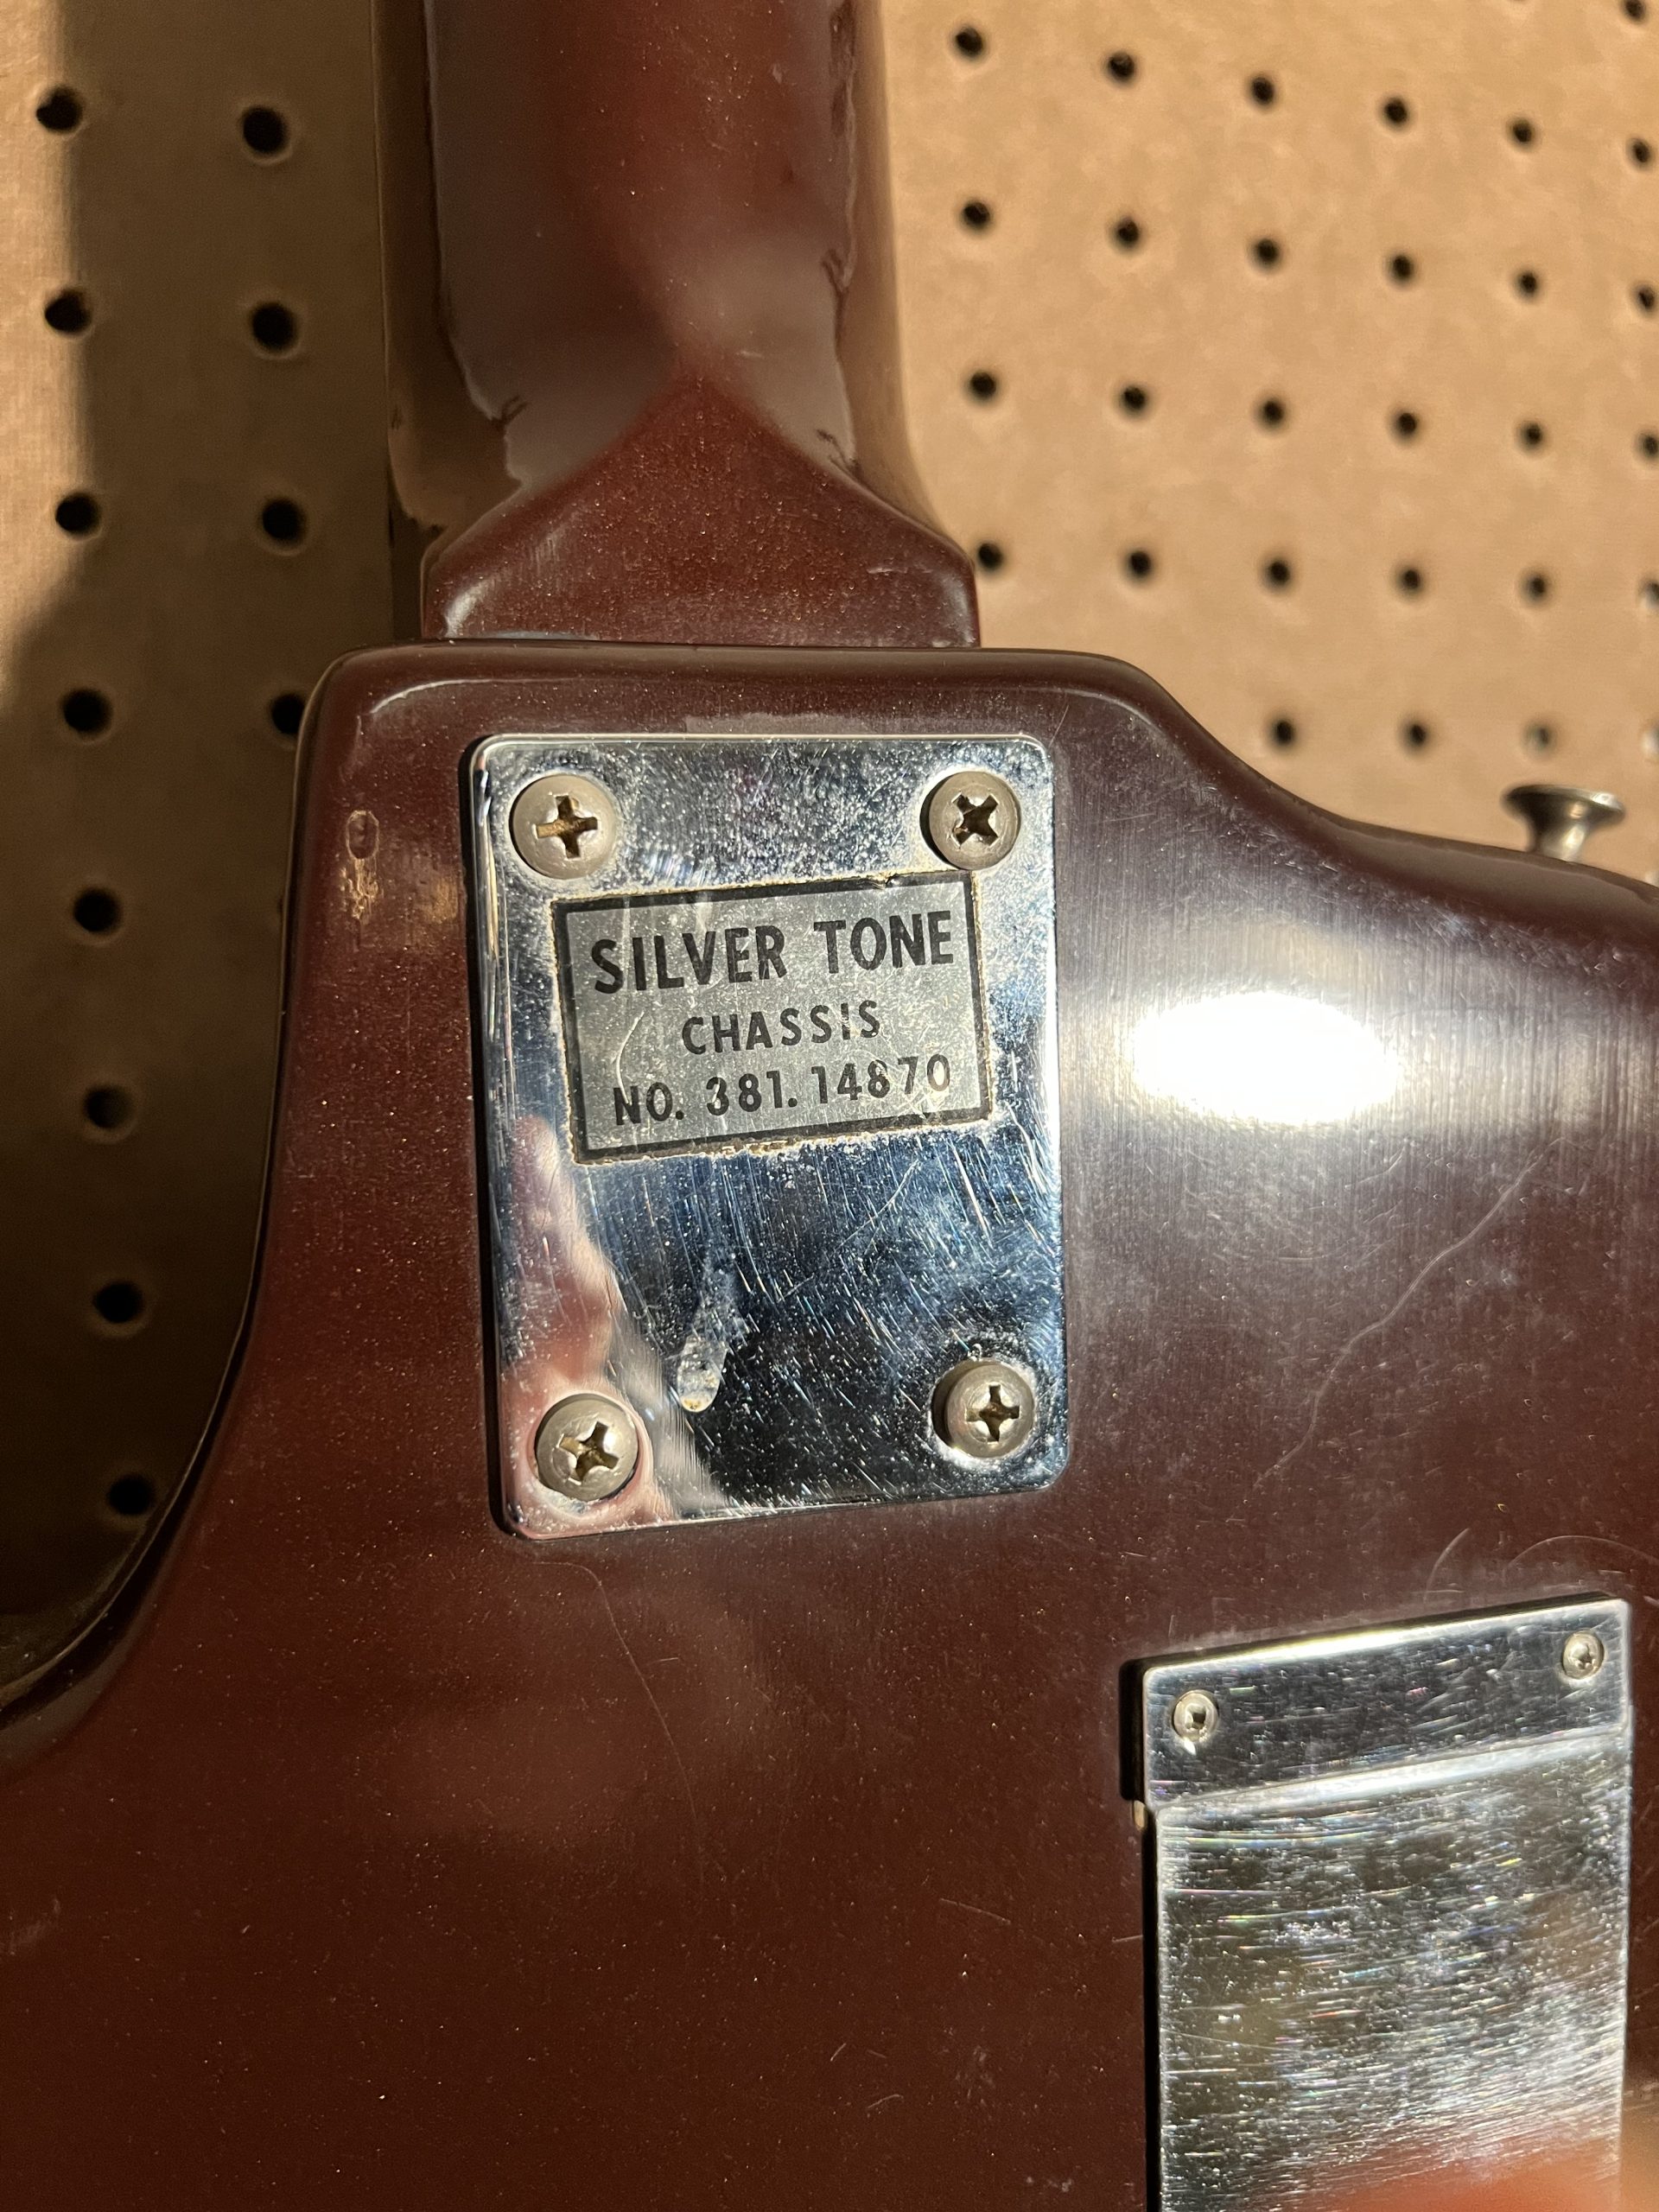 SILVER TONE
CHASSIS
NO. 381.14870